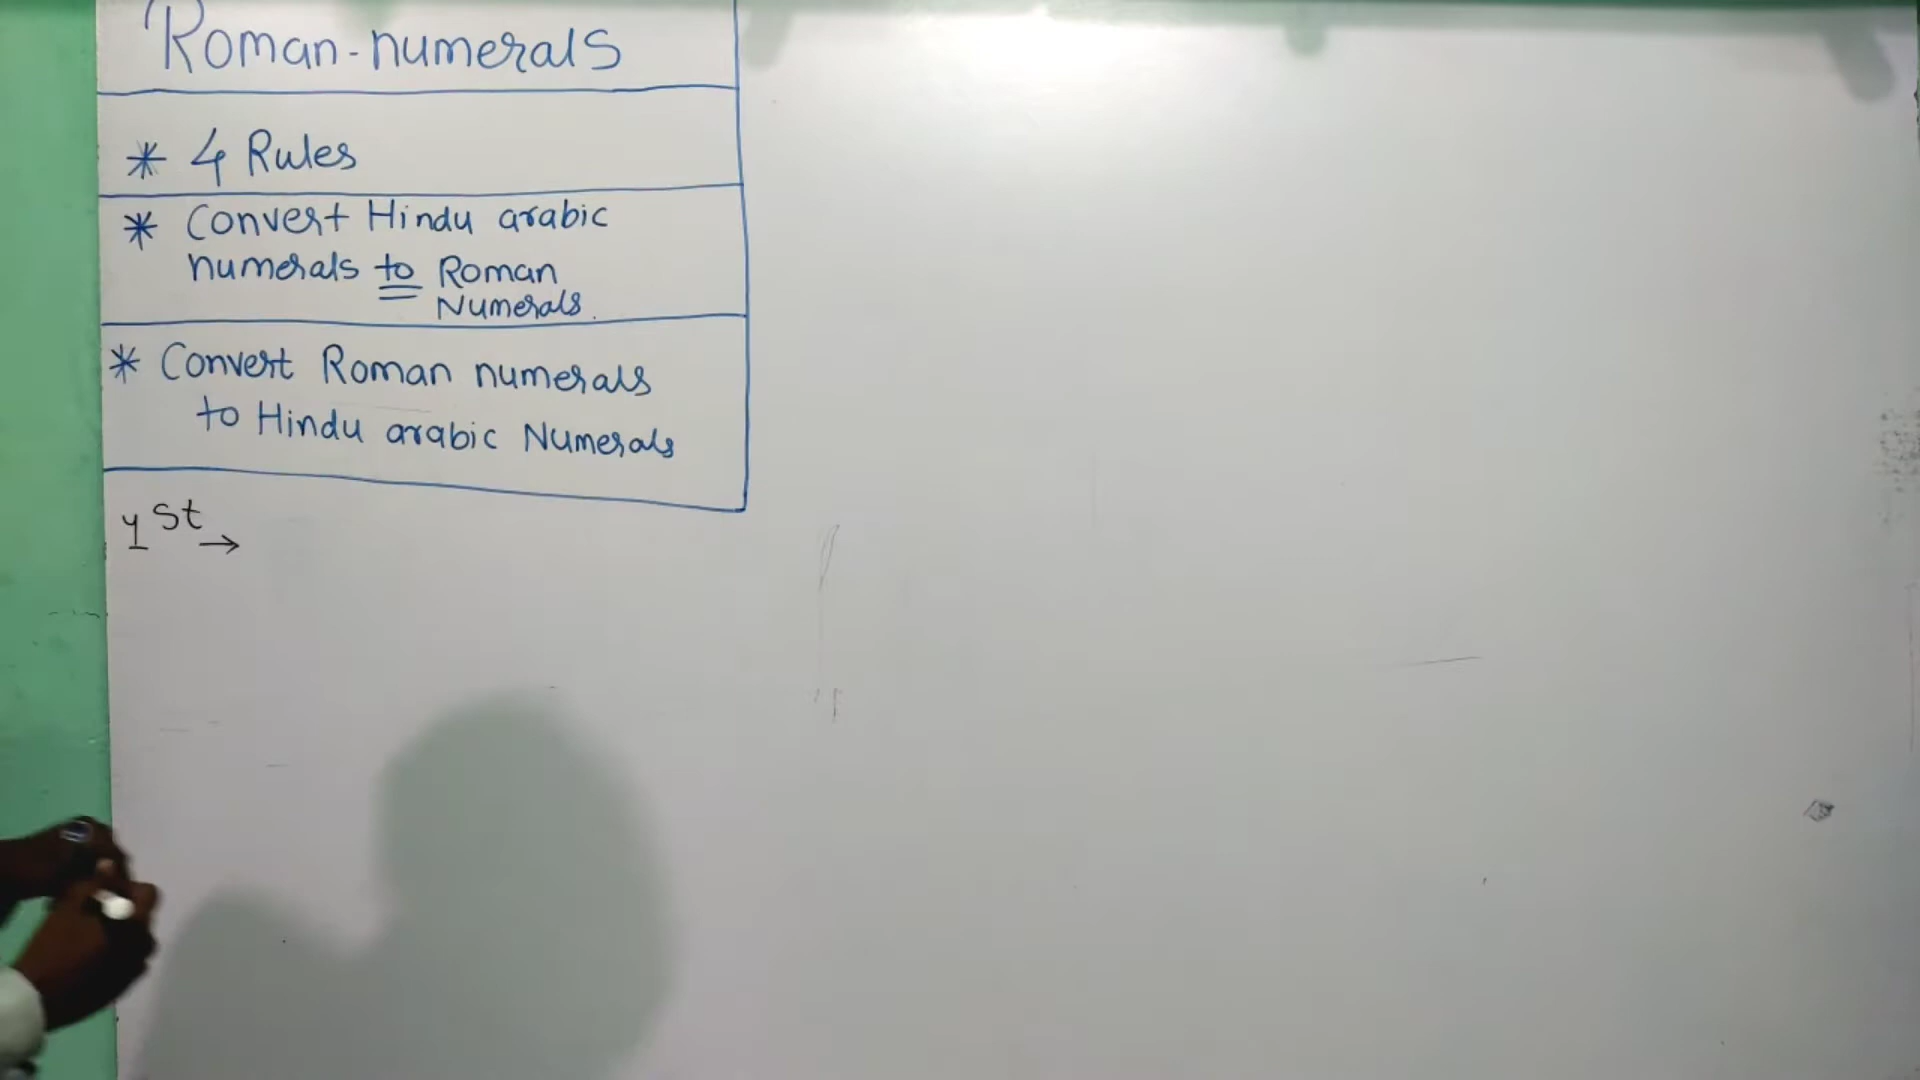 Roman-numerals
* 4 Rules
* Convert Hindu arabic
numerals to Roman
Numerals.
* Convert Roman numerals
to Hindu arabic Numerals
1st →